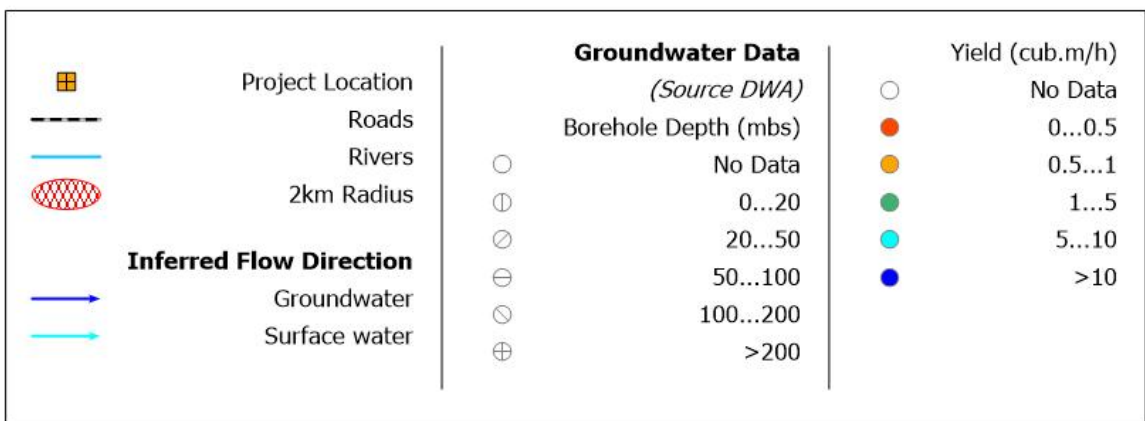 Project Location
Roads
Rivers
2km Radius
Inferred Flow Direction
Groundwater
Surface water
Groundwater Data
(Source DWA)
Borehole Depth (mbs)
No Data
0...20
20...50
50...100
100...200
>200
Yield (cub.m/h)
No Data
0...0.5
0.5...1
1...5
5...10
>10